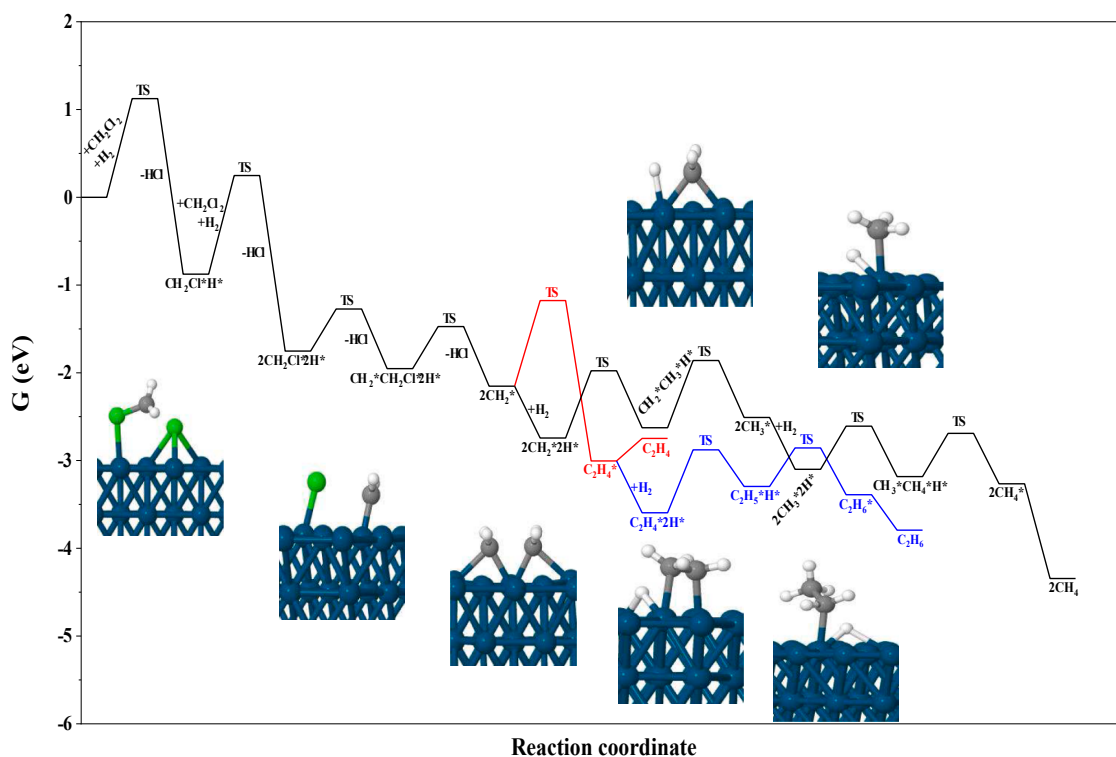 2
1
0
-1
-2
-3
-4
-5
-6
G (eV)
Reaction coordinate
+CH₂Cl₂
+H₂
TS
-HCl
CH₂Cl*H*
+CH₂Cl₂
+H₂
TS
-HCl
2CH₂Cl*2H*
TS
-HCl
CH₂*CH₂Cl*2H*
TS
-HCl
2CH₂*
TS
+H₂
2CH₂*2H*
TS
C₂H₄*
C₂H₄
+H₂
C₂H₄*2H*
CH₂*CH₃*H*
TS
TS
C₂H₅*H*
2CH₃*
+H₂
TS
2CH₃*2H*
C₂H₆*
C₂H₆
TS
CH₃*CH₄*H*
TS
2CH₄*
2CH₄